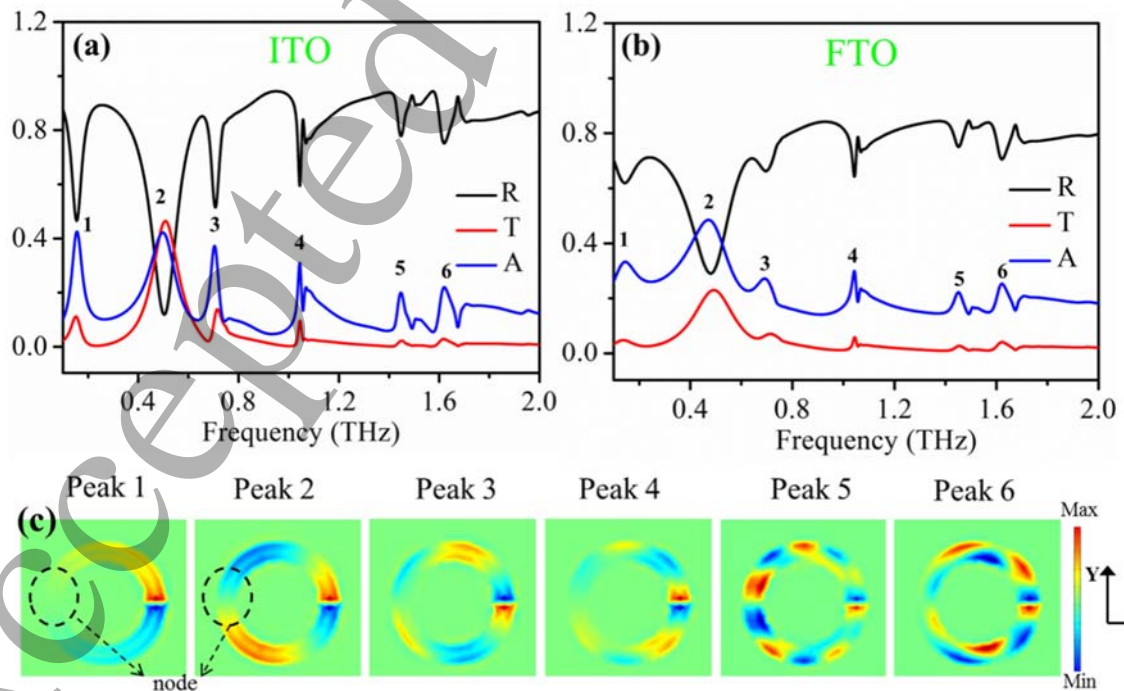 1.2
(a)
ITO
0.8
0.4
0.0
1
2
3
4
5
6
R
T
A
0.4 0.8 1.2 1.6 2.0
Frequency (THz)
1.2
(b)
FTO
0.8
0.4
0.0
1
2
3
4
5
6
R
T
A
0.4 0.8 1.2 1.6 2.0
Frequency (THz)
Peak 1 Peak 2 Peak 3 Peak 4 Peak 5 Peak 6
(c)
Max
Y
Min
node
ccepted